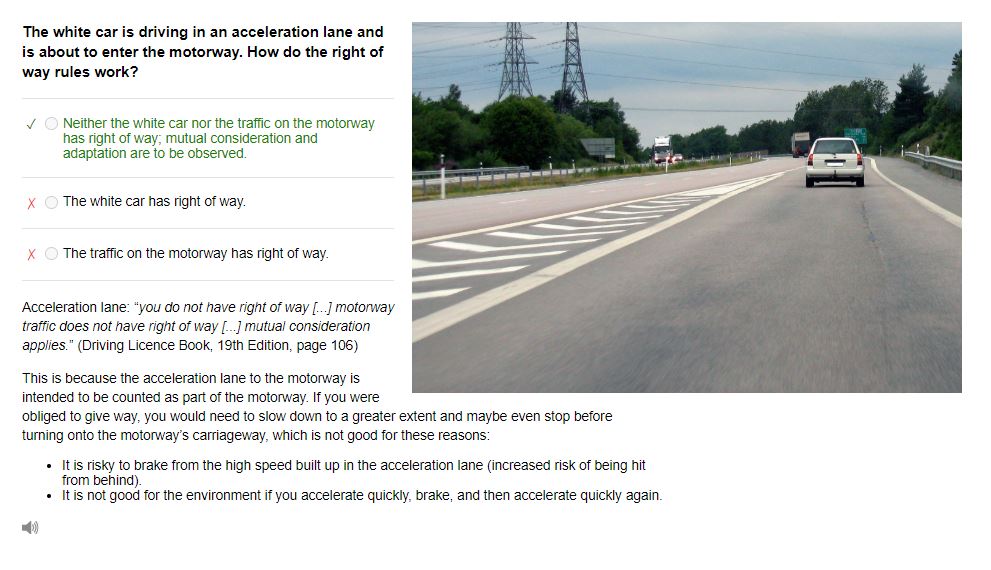 The white car is driving in an acceleration lane and
is about to enter the motorway. How do the right of
way rules work?
✓ Neither the white car nor the traffic on the motorway
has right of way; mutual consideration and
adaptation are to be observed.
X The white car has right of way.
X The traffic on the motorway has right of way.
Acceleration lane: “you do not have right of way [...] motorway
traffic does not have right of way [...] mutual consideration
applies.” (Driving Licence Book, 19th Edition, page 106)
This is because the acceleration lane to the motorway is
intended to be counted as part of the motorway. If you were
obliged to give way, you would need to slow down to a greater extent and maybe even stop before
turning onto the motorway’s carriageway, which is not good for these reasons:
• It is risky to brake from the high speed built up in the acceleration lane (increased risk of being hit
from behind).
• It is not good for the environment if you accelerate quickly, brake, and then accelerate quickly again.